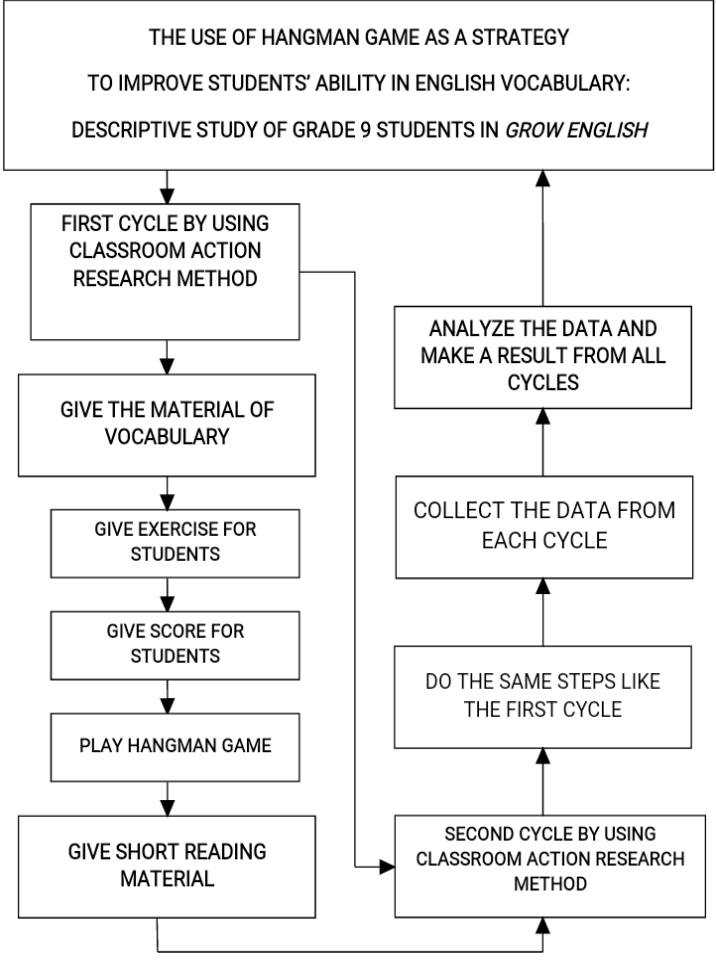 THE USE OF HANGMAN GAME AS A STRATEGY
TO IMPROVE STUDENTS’ ABILITY IN ENGLISH VOCABULARY:
DESCRIPTIVE STUDY OF GRADE 9 STUDENTS IN GROW ENGLISH
FIRST CYCLE BY USING
CLASSROOM ACTION
RESEARCH METHOD
GIVE THE MATERIAL OF
VOCABULARY
GIVE EXERCISE FOR
STUDENTS
GIVE SCORE FOR
STUDENTS
PLAY HANGMAN GAME
GIVE SHORT READING
MATERIAL
SECOND CYCLE BY USING
CLASSROOM ACTION RESEARCH
METHOD
DO THE SAME STEPS LIKE
THE FIRST CYCLE
COLLECT THE DATA FROM
EACH CYCLE
ANALYZE THE DATA AND
MAKE A RESULT FROM ALL
CYCLES